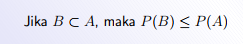 Jika B ⊂ A, maka P(B) ≤ P(A)